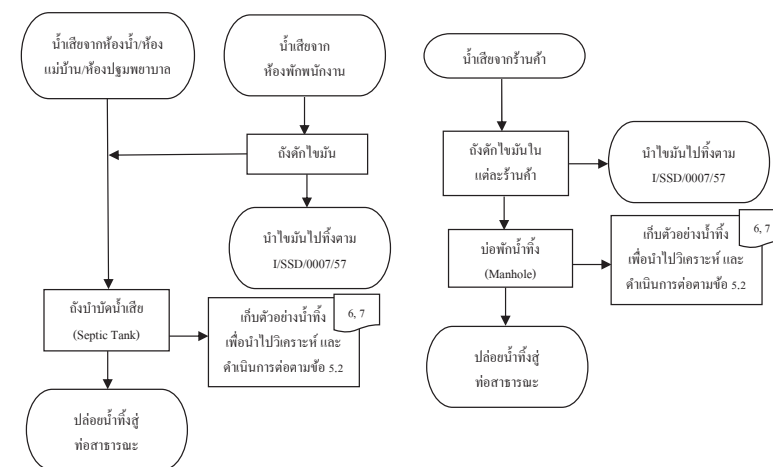 น้ำเสียจากห้องน้ำ/ห้อง
แม่บ้าน/ห้องปฐมพยาบาล
น้ำเสียจาก
ห้องพักพนักงาน
ถังดักไขมัน
นำไขมันไปทิ้งตาม
I/SSD/0007/57
ถังบำบัดน้ำเสีย
(Septic Tank)
เก็บตัวอย่างน้ำทิ้ง
เพื่อนำไปวิเคราะห์ และ
ดำเนินการต่อตามข้อ 5.2
6, 7
ปล่อยน้ำทิ้งสู่
ท่อสาธารณะ
น้ำเสียจากร้านค้า
ถังดักไขมันใน
แต่ละร้านค้า
นำไขมันไปทิ้งตาม
I/SSD/0007/57
บ่อพักน้ำทิ้ง
(Manhole)
เก็บตัวอย่างน้ำทิ้ง
เพื่อนำไปวิเคราะห์ และ
ดำเนินการต่อตามข้อ 5.2
6, 7
ปล่อยน้ำทิ้งสู่
ท่อสาธารณะ